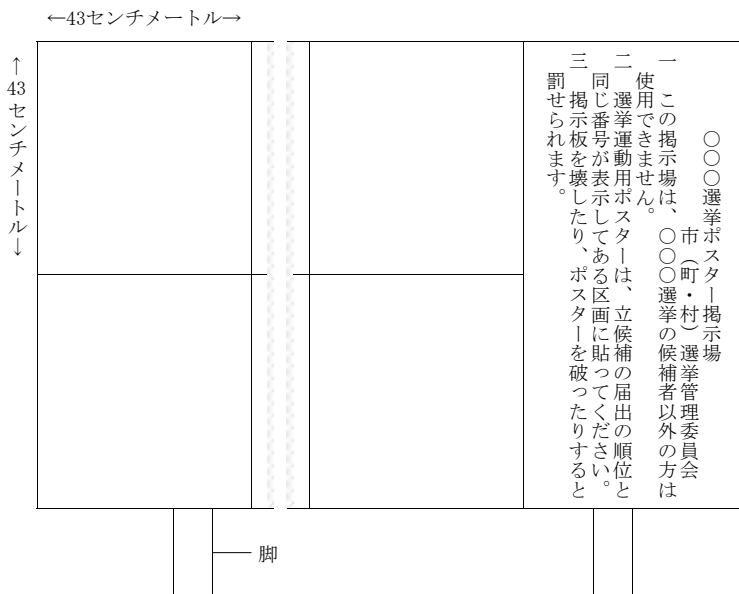 ←43センチメートル→
↑43センチメートル↓
○○○選挙ポスター掲示場
市（町・村）選挙管理委員会
一　この掲示場は、○○○選挙の候補者以外の方は
使用できません。
二　選挙運動用ポスターは、立候補の届出の順位と
同じ番号が表示してある区画に貼ってください。
三　掲示板を壊したり、ポスターを破ったりすると
罰せられます。
脚